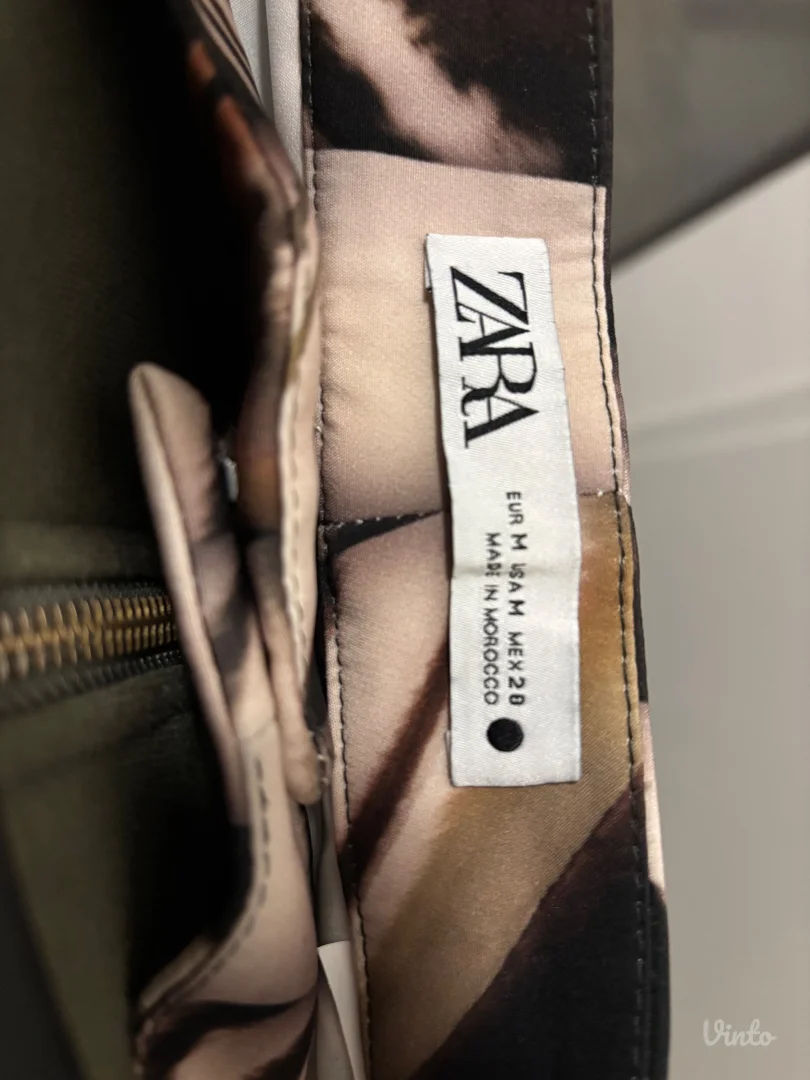 ZARA
EUR M USA M MEX 28
MADE IN MOROCCO
Vinto